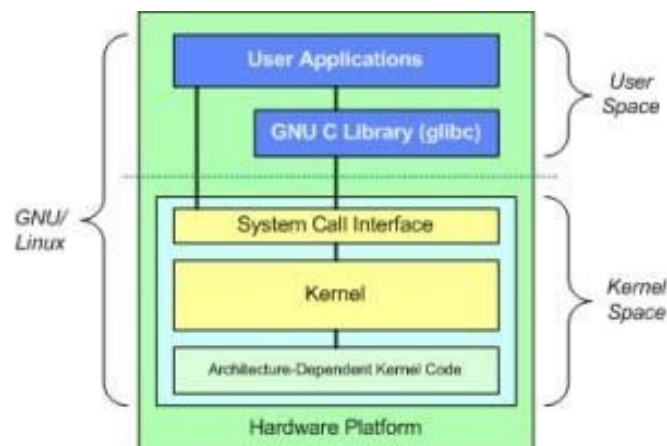 User Applications
User
Space
GNU C Library (glibc)
GNU/
Linux
System Call Interface
Kernel
Kernel
Space
Architecture-Dependent Kernel Code
Hardware Platform